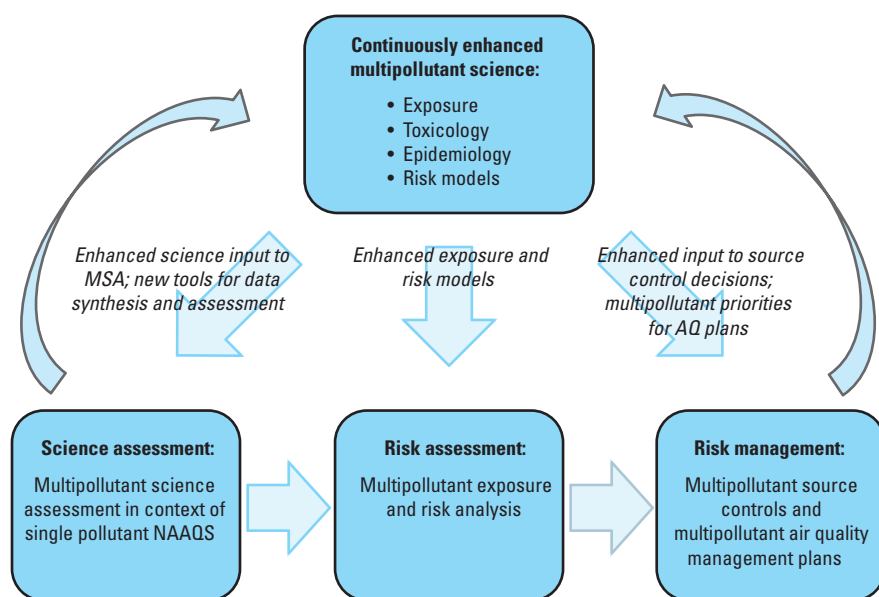 Continuously enhanced
multipollutant science:
• Exposure
• Toxicology
• Epidemiology
• Risk models
Enhanced science input to
MSA; new tools for data
synthesis and assessment
Enhanced exposure and
risk models
Enhanced input to source
control decisions;
multipollutant priorities
for AQ plans
Science assessment:
Multipollutant science
assessment in context of
single pollutant NAAQS
Risk assessment:
Multipollutant exposure
and risk analysis
Risk management:
Multipollutant source
controls and
multipollutant air quality
management plans